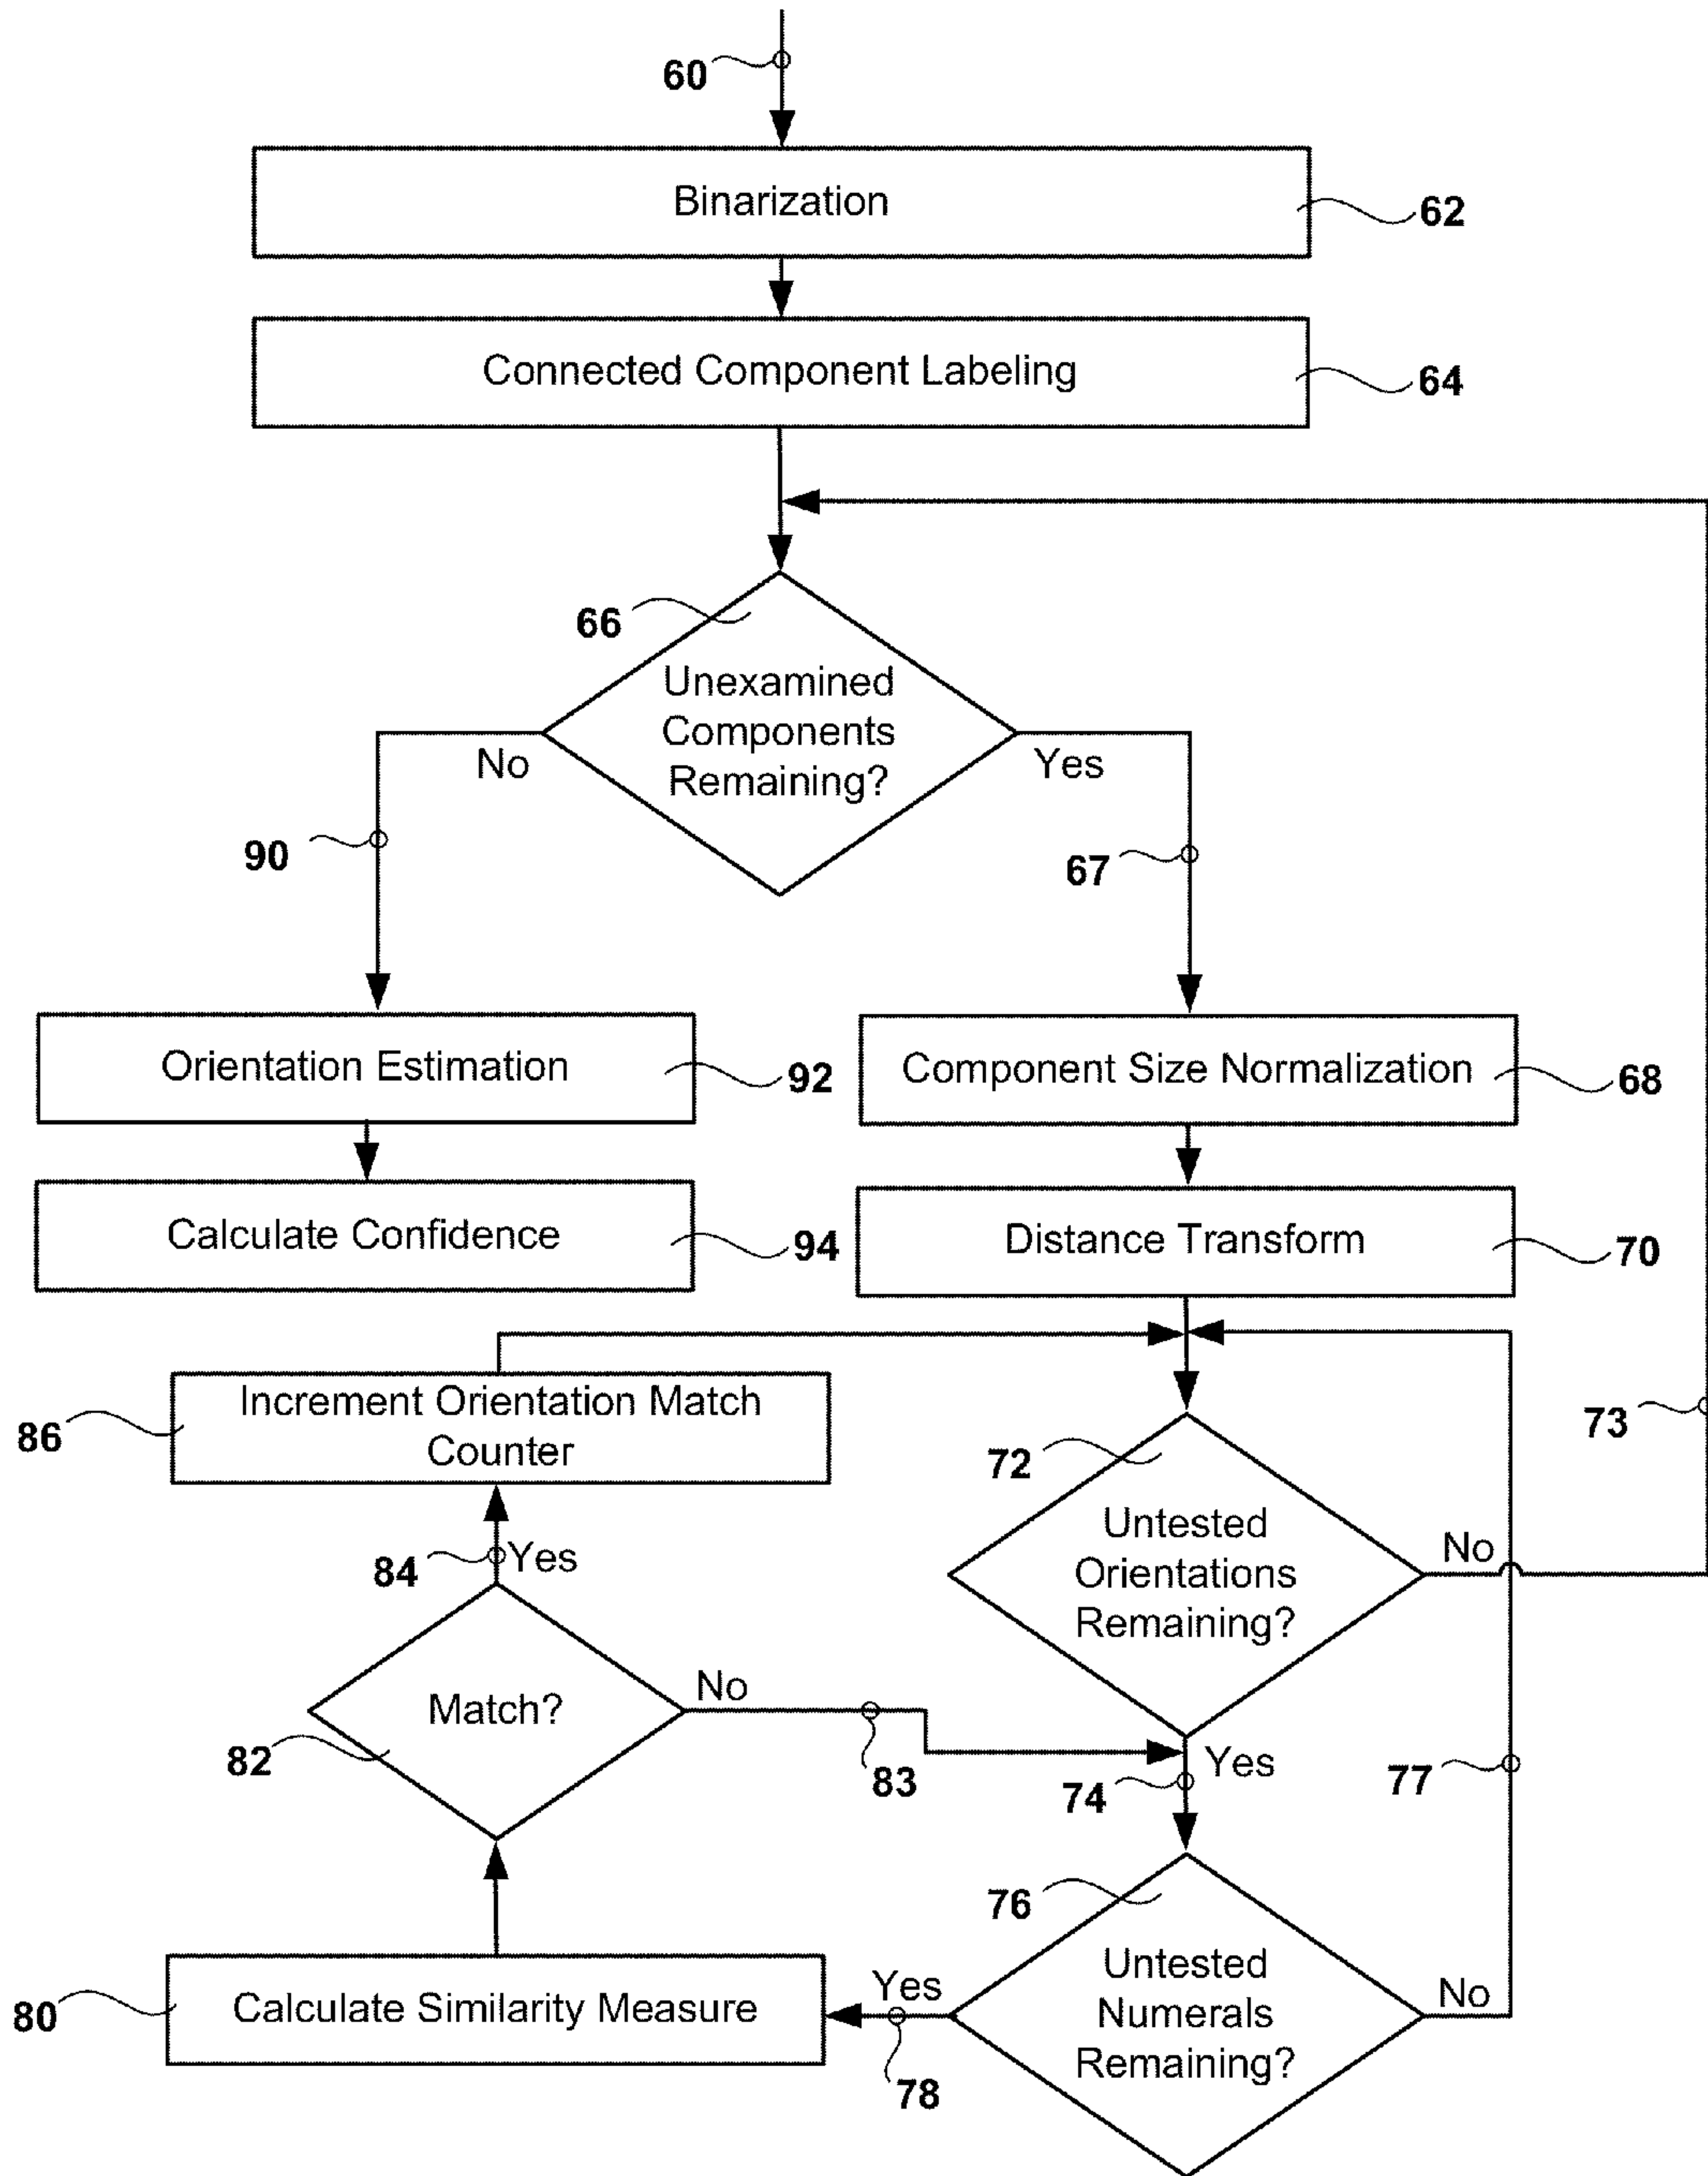 60
Binarization
62
Connected Component Labeling
64
66
Unexamined
Components
Remaining?
No
Yes
90
67
Orientation Estimation
92
Component Size Normalization
68
Calculate Confidence
94
Distance Transform
70
Increment Orientation Match
Counter
86
73
72
Untested
Orientations
Remaining?
No
84
Yes
Match?
No
82
83
Yes
74
77
76
Untested
Numerals
Remaining?
Yes
No
80
Calculate Similarity Measure
78